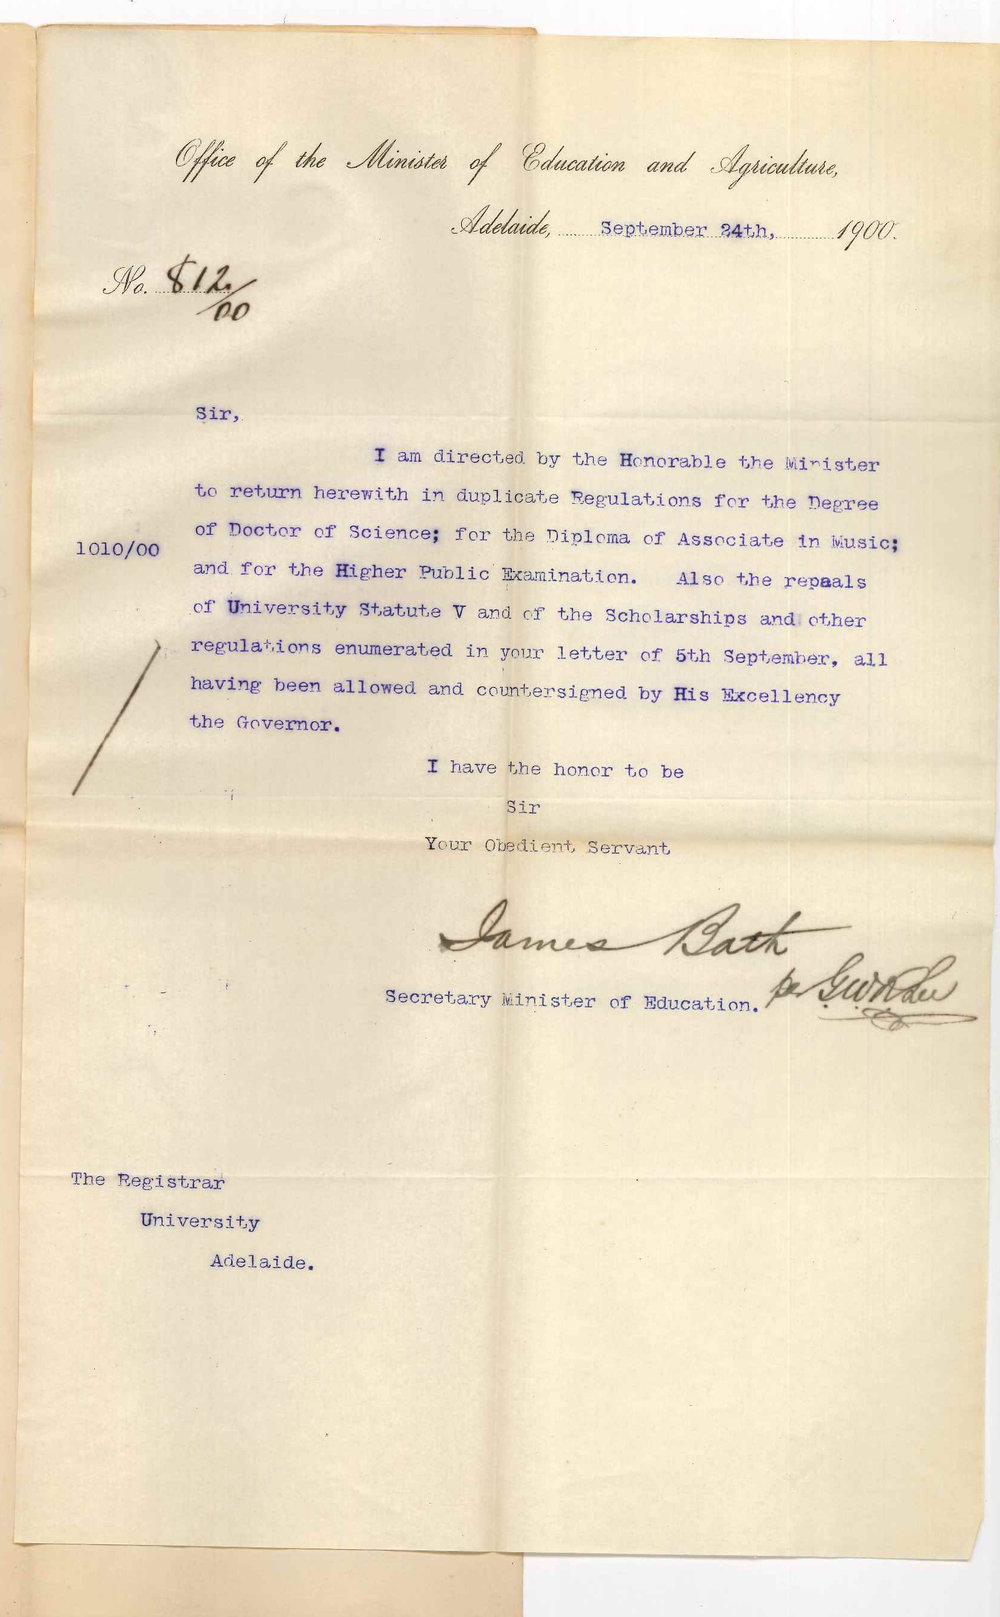 Office of the Minister of Education and Agriculture,
Adelaide, September 24th, 1900.
No. 812/00
Sir,
I am directed by the Honorable the Minister
to return herewith in duplicate Regulations for the Degree
of Doctor of Science; for the Diploma of Associate in Music;
1010/00
and for the Higher Public Examination. Also the repaals
of University Statute V and of the Scholarships and other
regulations enumerated in your letter of 5th September, all
having been allowed and countersigned by His Excellency
the Governor.
I have the honor to be
Sir
Your Obedient Servant
James Bath
Secretary Minister of Education. per
The Registrar
University
Adelaide.